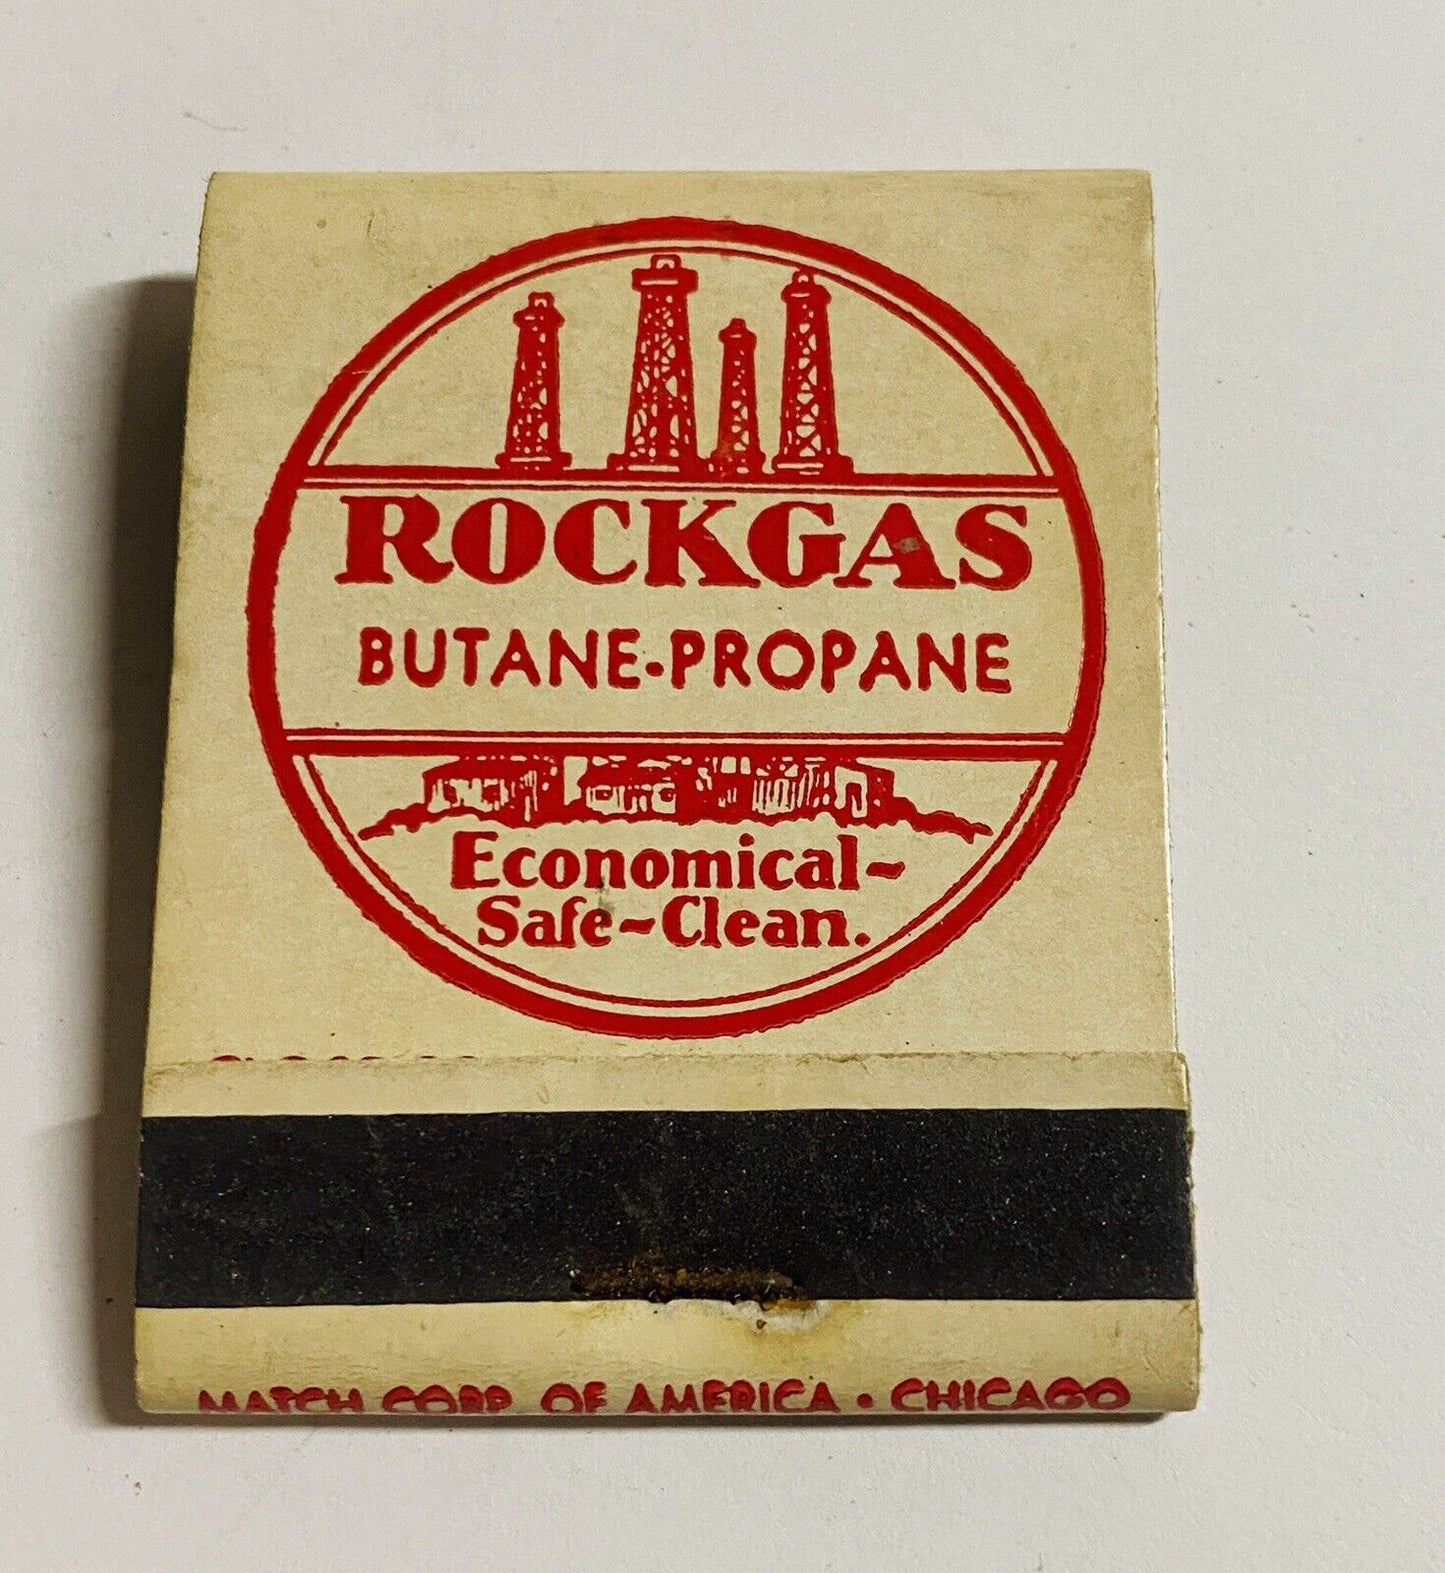 ROCKGAS
BUTANE-PROPANE
Economical~
Safe~Clean.
MATCH CORP. OF AMERICA • CHICAGO